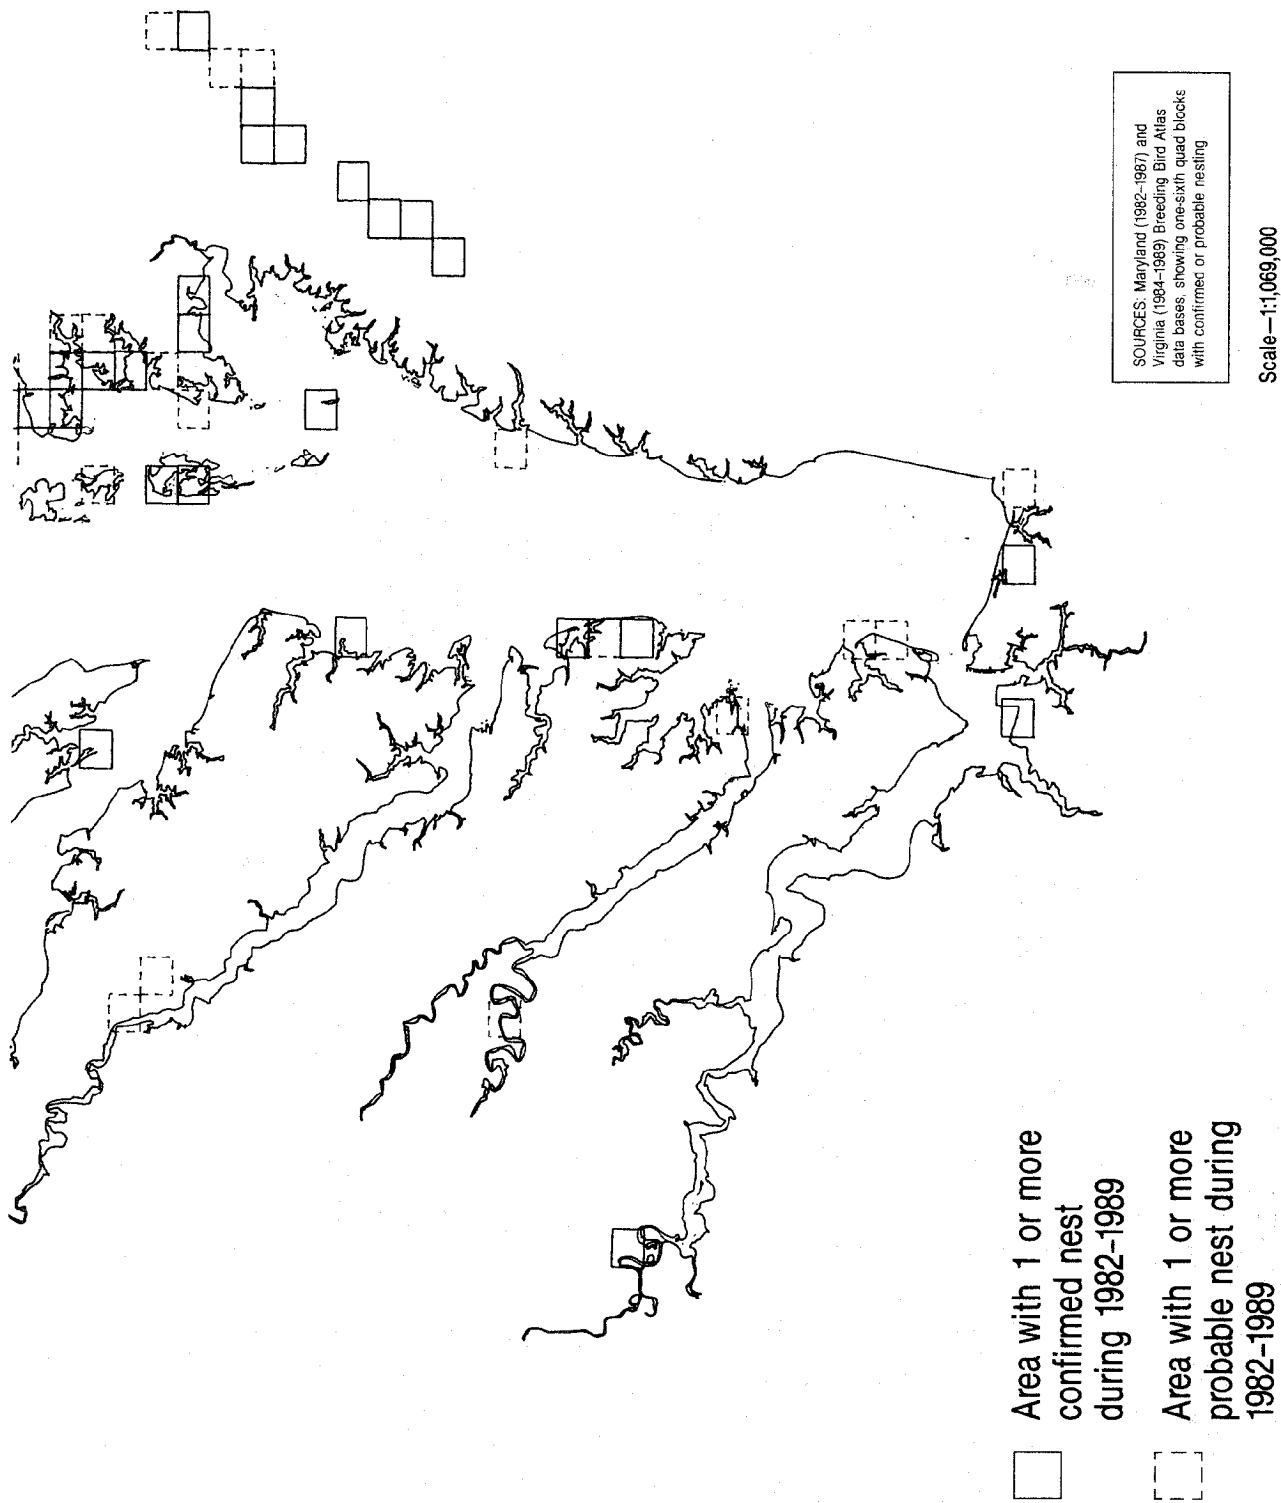 SOURCES: Maryland (1982–1987) and
Virginia (1984–1989) Breeding Bird Atlas
data bases, showing one-sixth quad blocks
with confirmed or probable nesting
Scale—1:1,069,000
Area with 1 or more
confirmed nest
during 1982–1989
Area with 1 or more
probable nest during
1982–1989